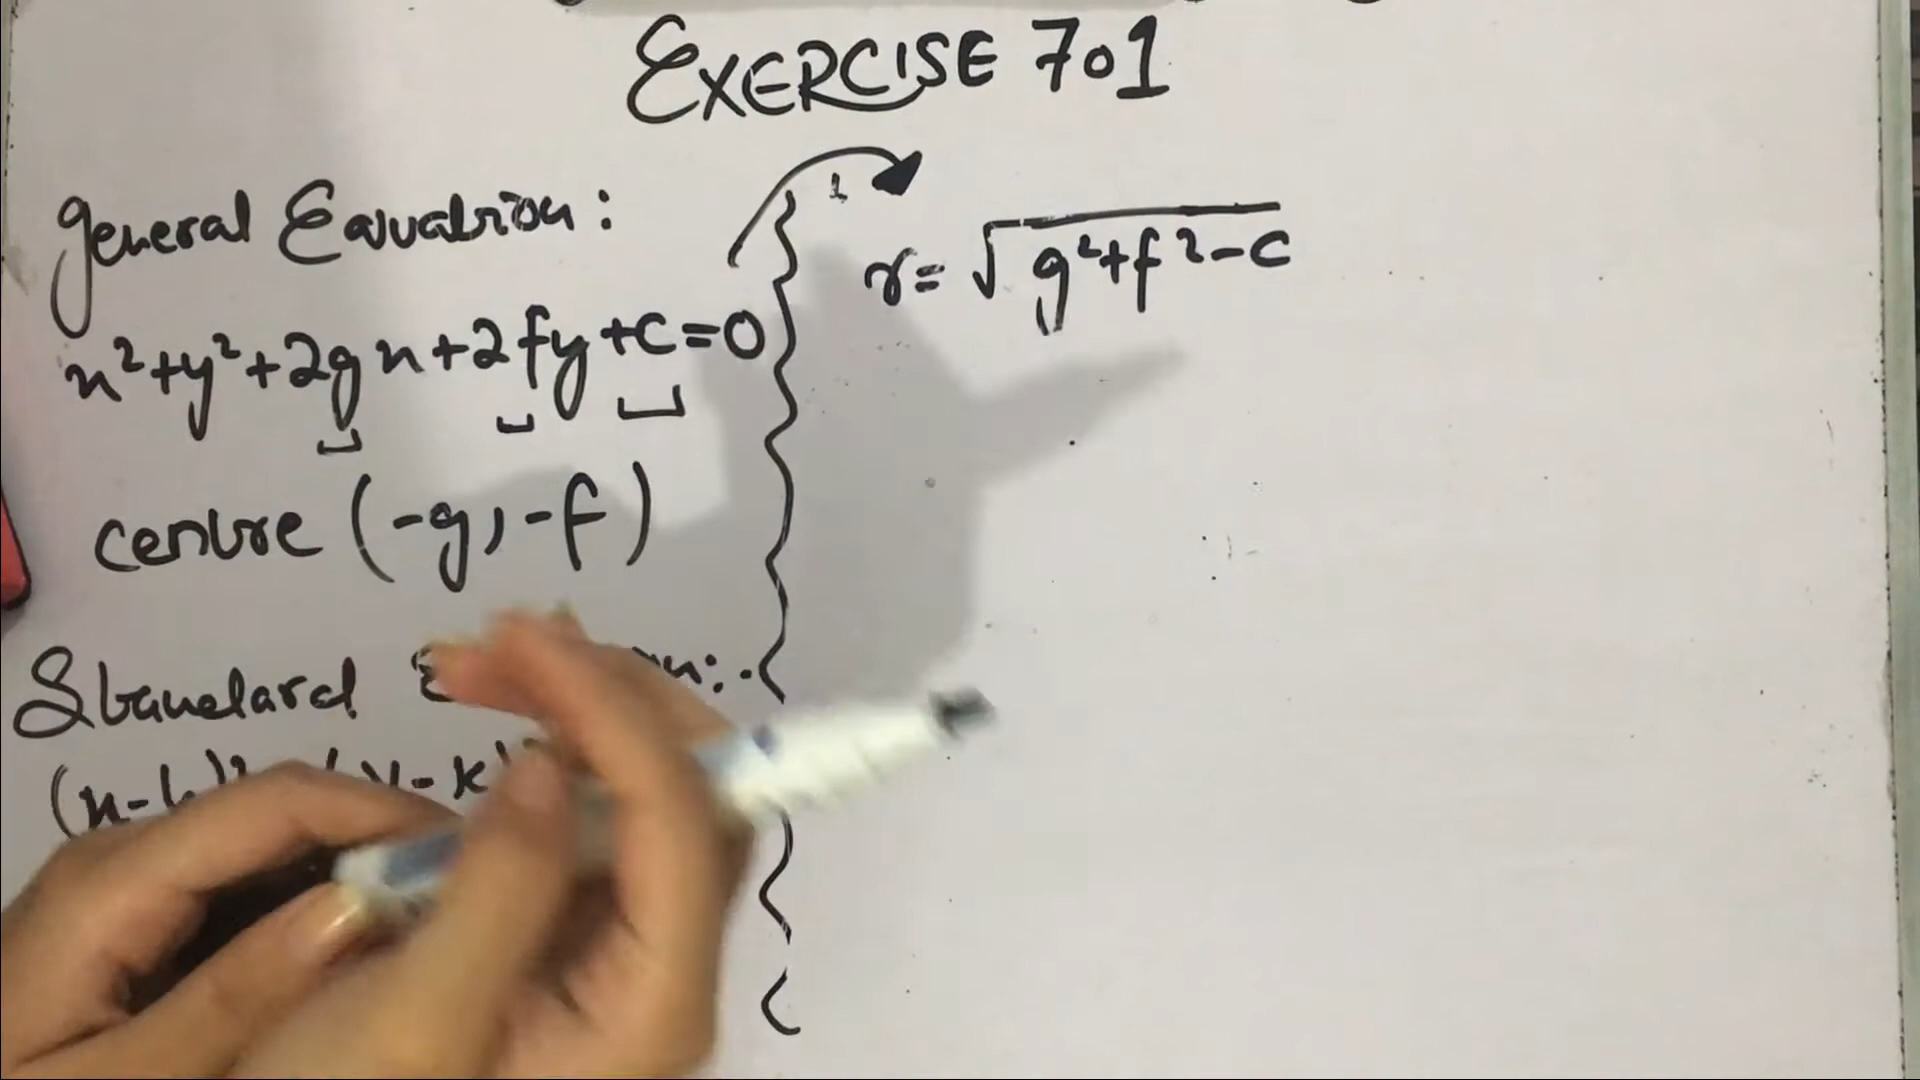 EXERCISE 7.1
General Equation:
x²+y²+2gx+2fy+c=0
centre (-g, -f)
r = √g²+f²-c
Standard